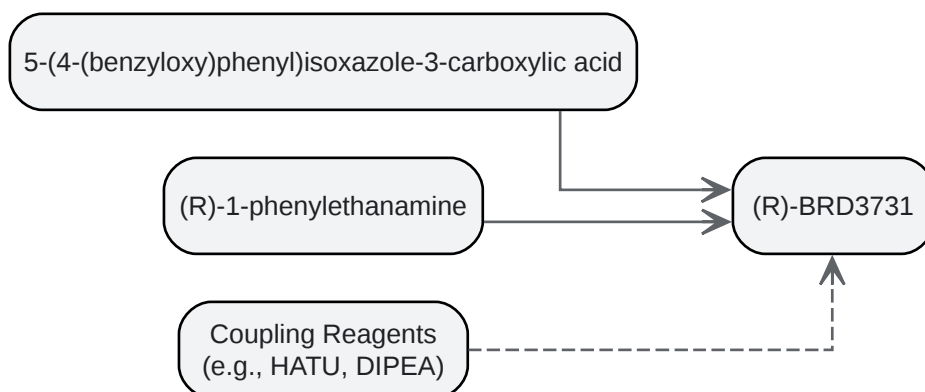 5-(4-(benzyloxy)phenyl)isoxazole-3-carboxylic acid
(R)-1-phenylethanamine
(R)-BRD3731
Coupling Reagents
(e.g., HATU, DIPEA)